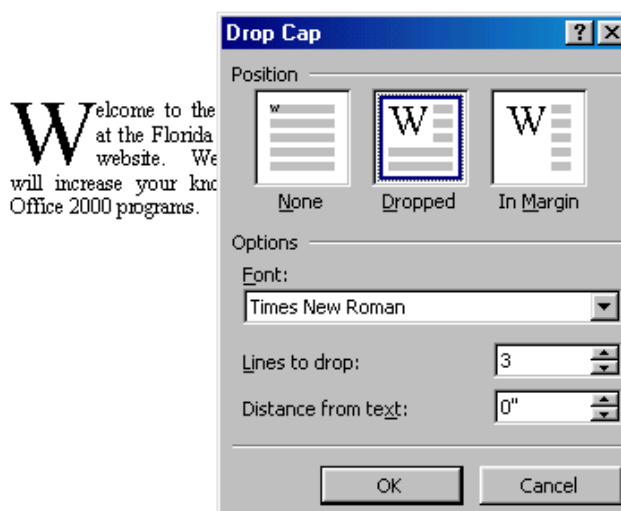 Welcome to the
at the Florida
website. We
will increase your
Office 2000 programs.
Drop Cap
Position
w
W
W
None
Dropped
In Margin
Options
Font:
Times New Roman
Lines to drop:
3
Distance from text:
0"
OK
Cancel